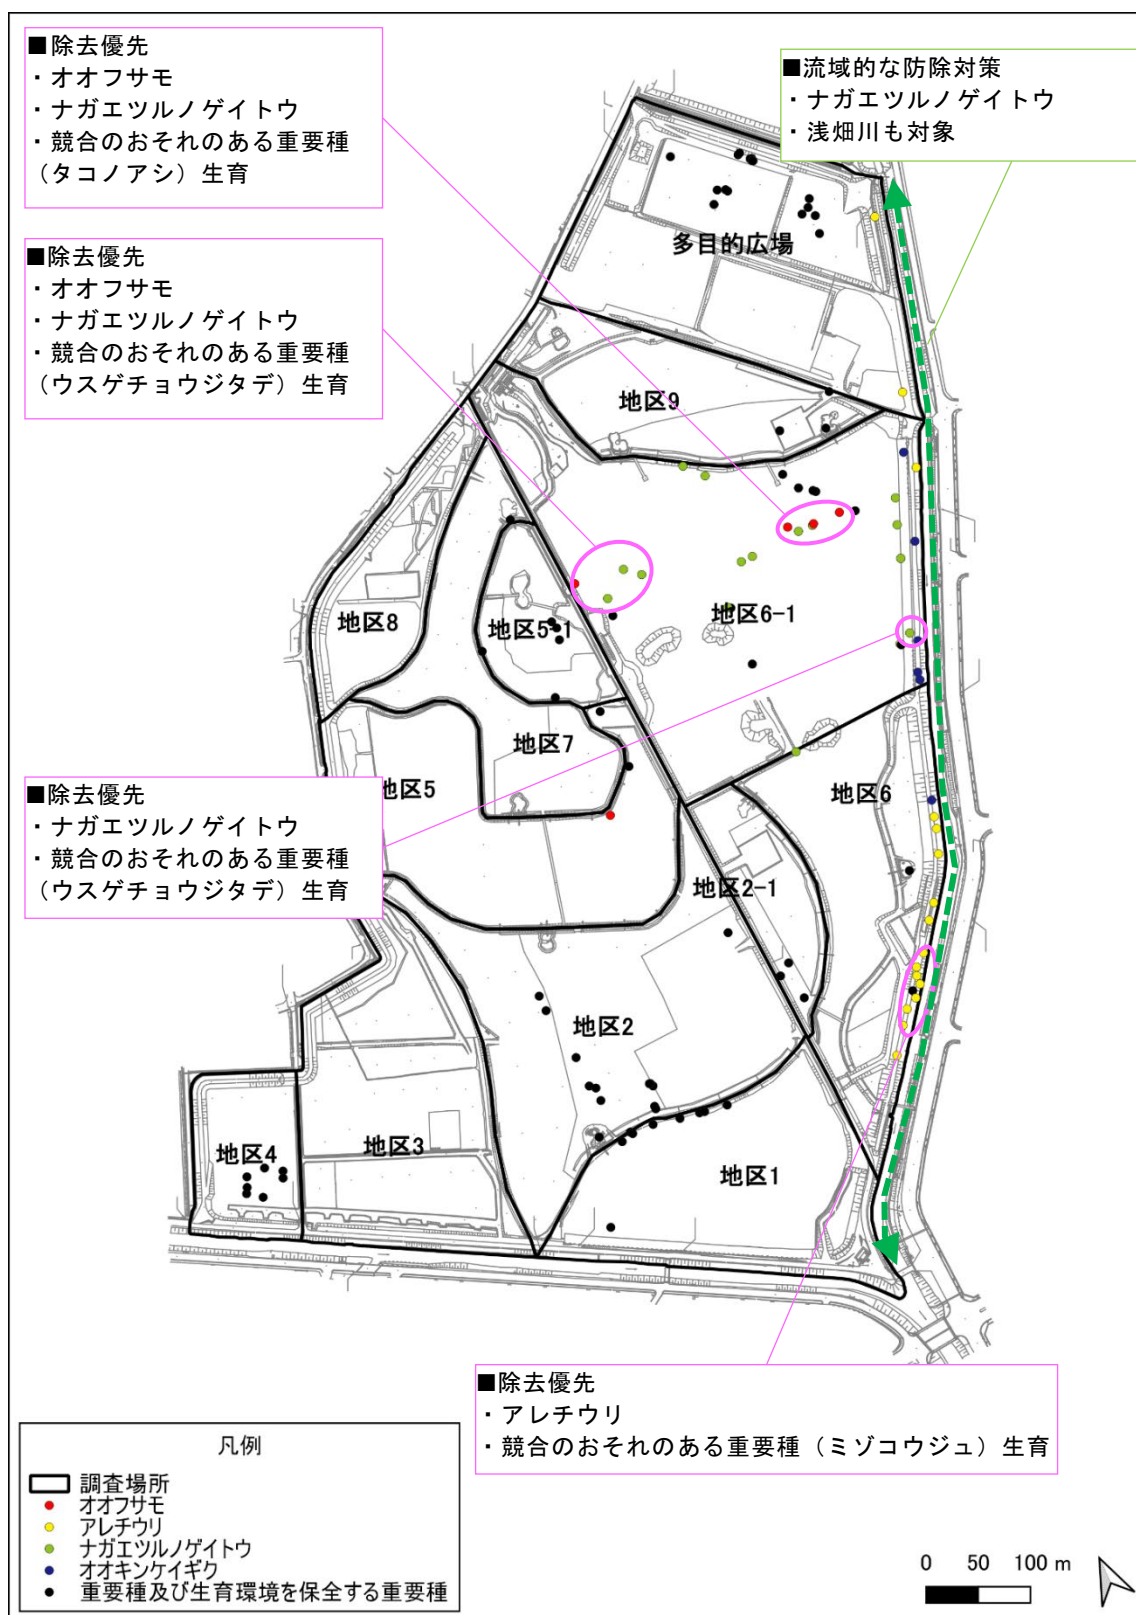 ■除去優先
・オオフサモ
・ナガエツルノゲイトウ
・競合のおそれのある重要種
（タコノアシ）生育
■流域的な防除対策
・ナガエツルノゲイトウ
・浅畑川も対象
■除去優先
・オオフサモ
・ナガエツルノゲイトウ
・競合のおそれのある重要種
（ウスゲチョウジタデ）生育
多目的広場
地区9
地区8
地区5-1
地区6-1
地区7
地区5
地区6
■除去優先
・ナガエツルノゲイトウ
・競合のおそれのある重要種
（ウスゲチョウジタデ）生育
地区2-1
地区2
地区3
地区4
地区1
■除去優先
・アレチウリ
・競合のおそれのある重要種（ミゾコウジュ）生育
凡例
調査場所
オオフサモ
アレチウリ
ナガエツルノゲイトウ
オオキンケイギク
重要種及び生育環境を保全する重要種
0 50 100 m